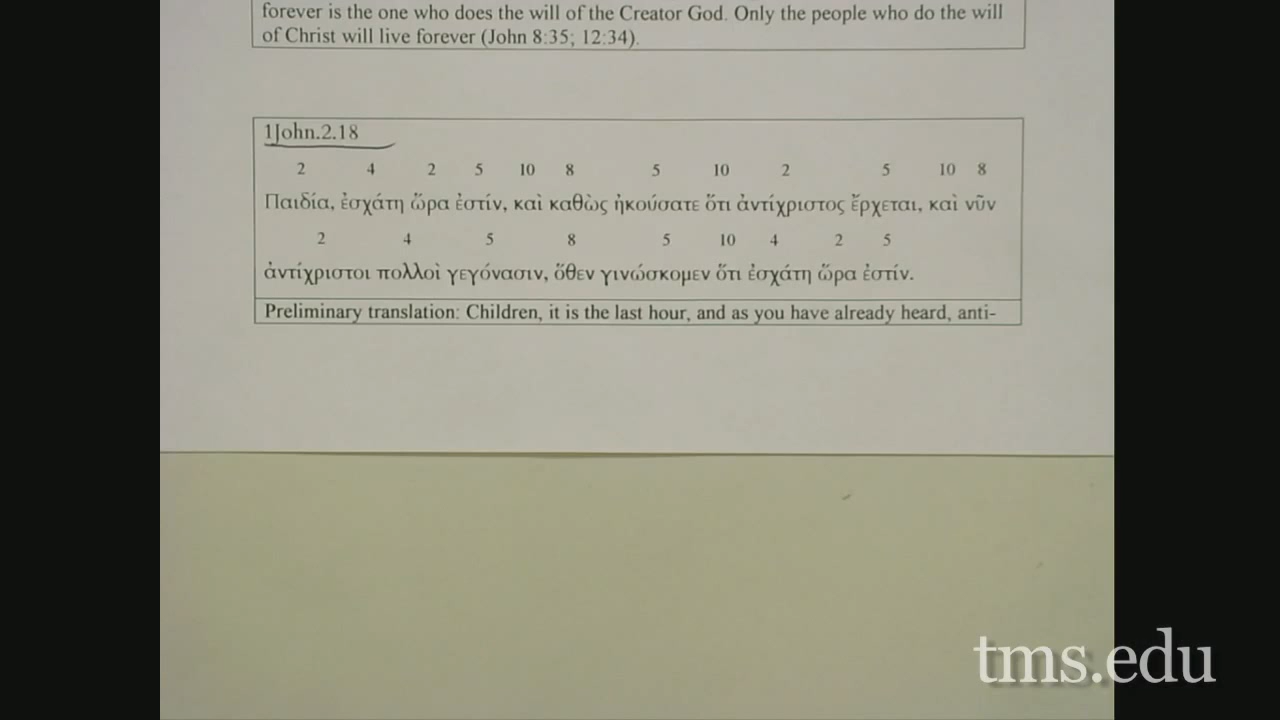 forever is the one who does the will of the Creator God. Only the people who do the will
of Christ will live forever (John 8:35; 12:34).
1John.2.18
2 4 2 5 10 8 5 10 2 5 10 8
Παιδία, ἐσχάτη ὥρα ἐστίν, καὶ καθὼς ἠκούσατε ὅτι ἀντίχριστος ἔρχεται, καὶ νῦν
2 4 5 8 5 10 4 2 5
ἀντίχριστοι πολλοὶ γεγόνασιν, ὅθεν γινώσκομεν ὅτι ἐσχάτη ὥρα ἐστίν.
Preliminary translation: Children, it is the last hour, and as you have already heard, anti-
tms.edu